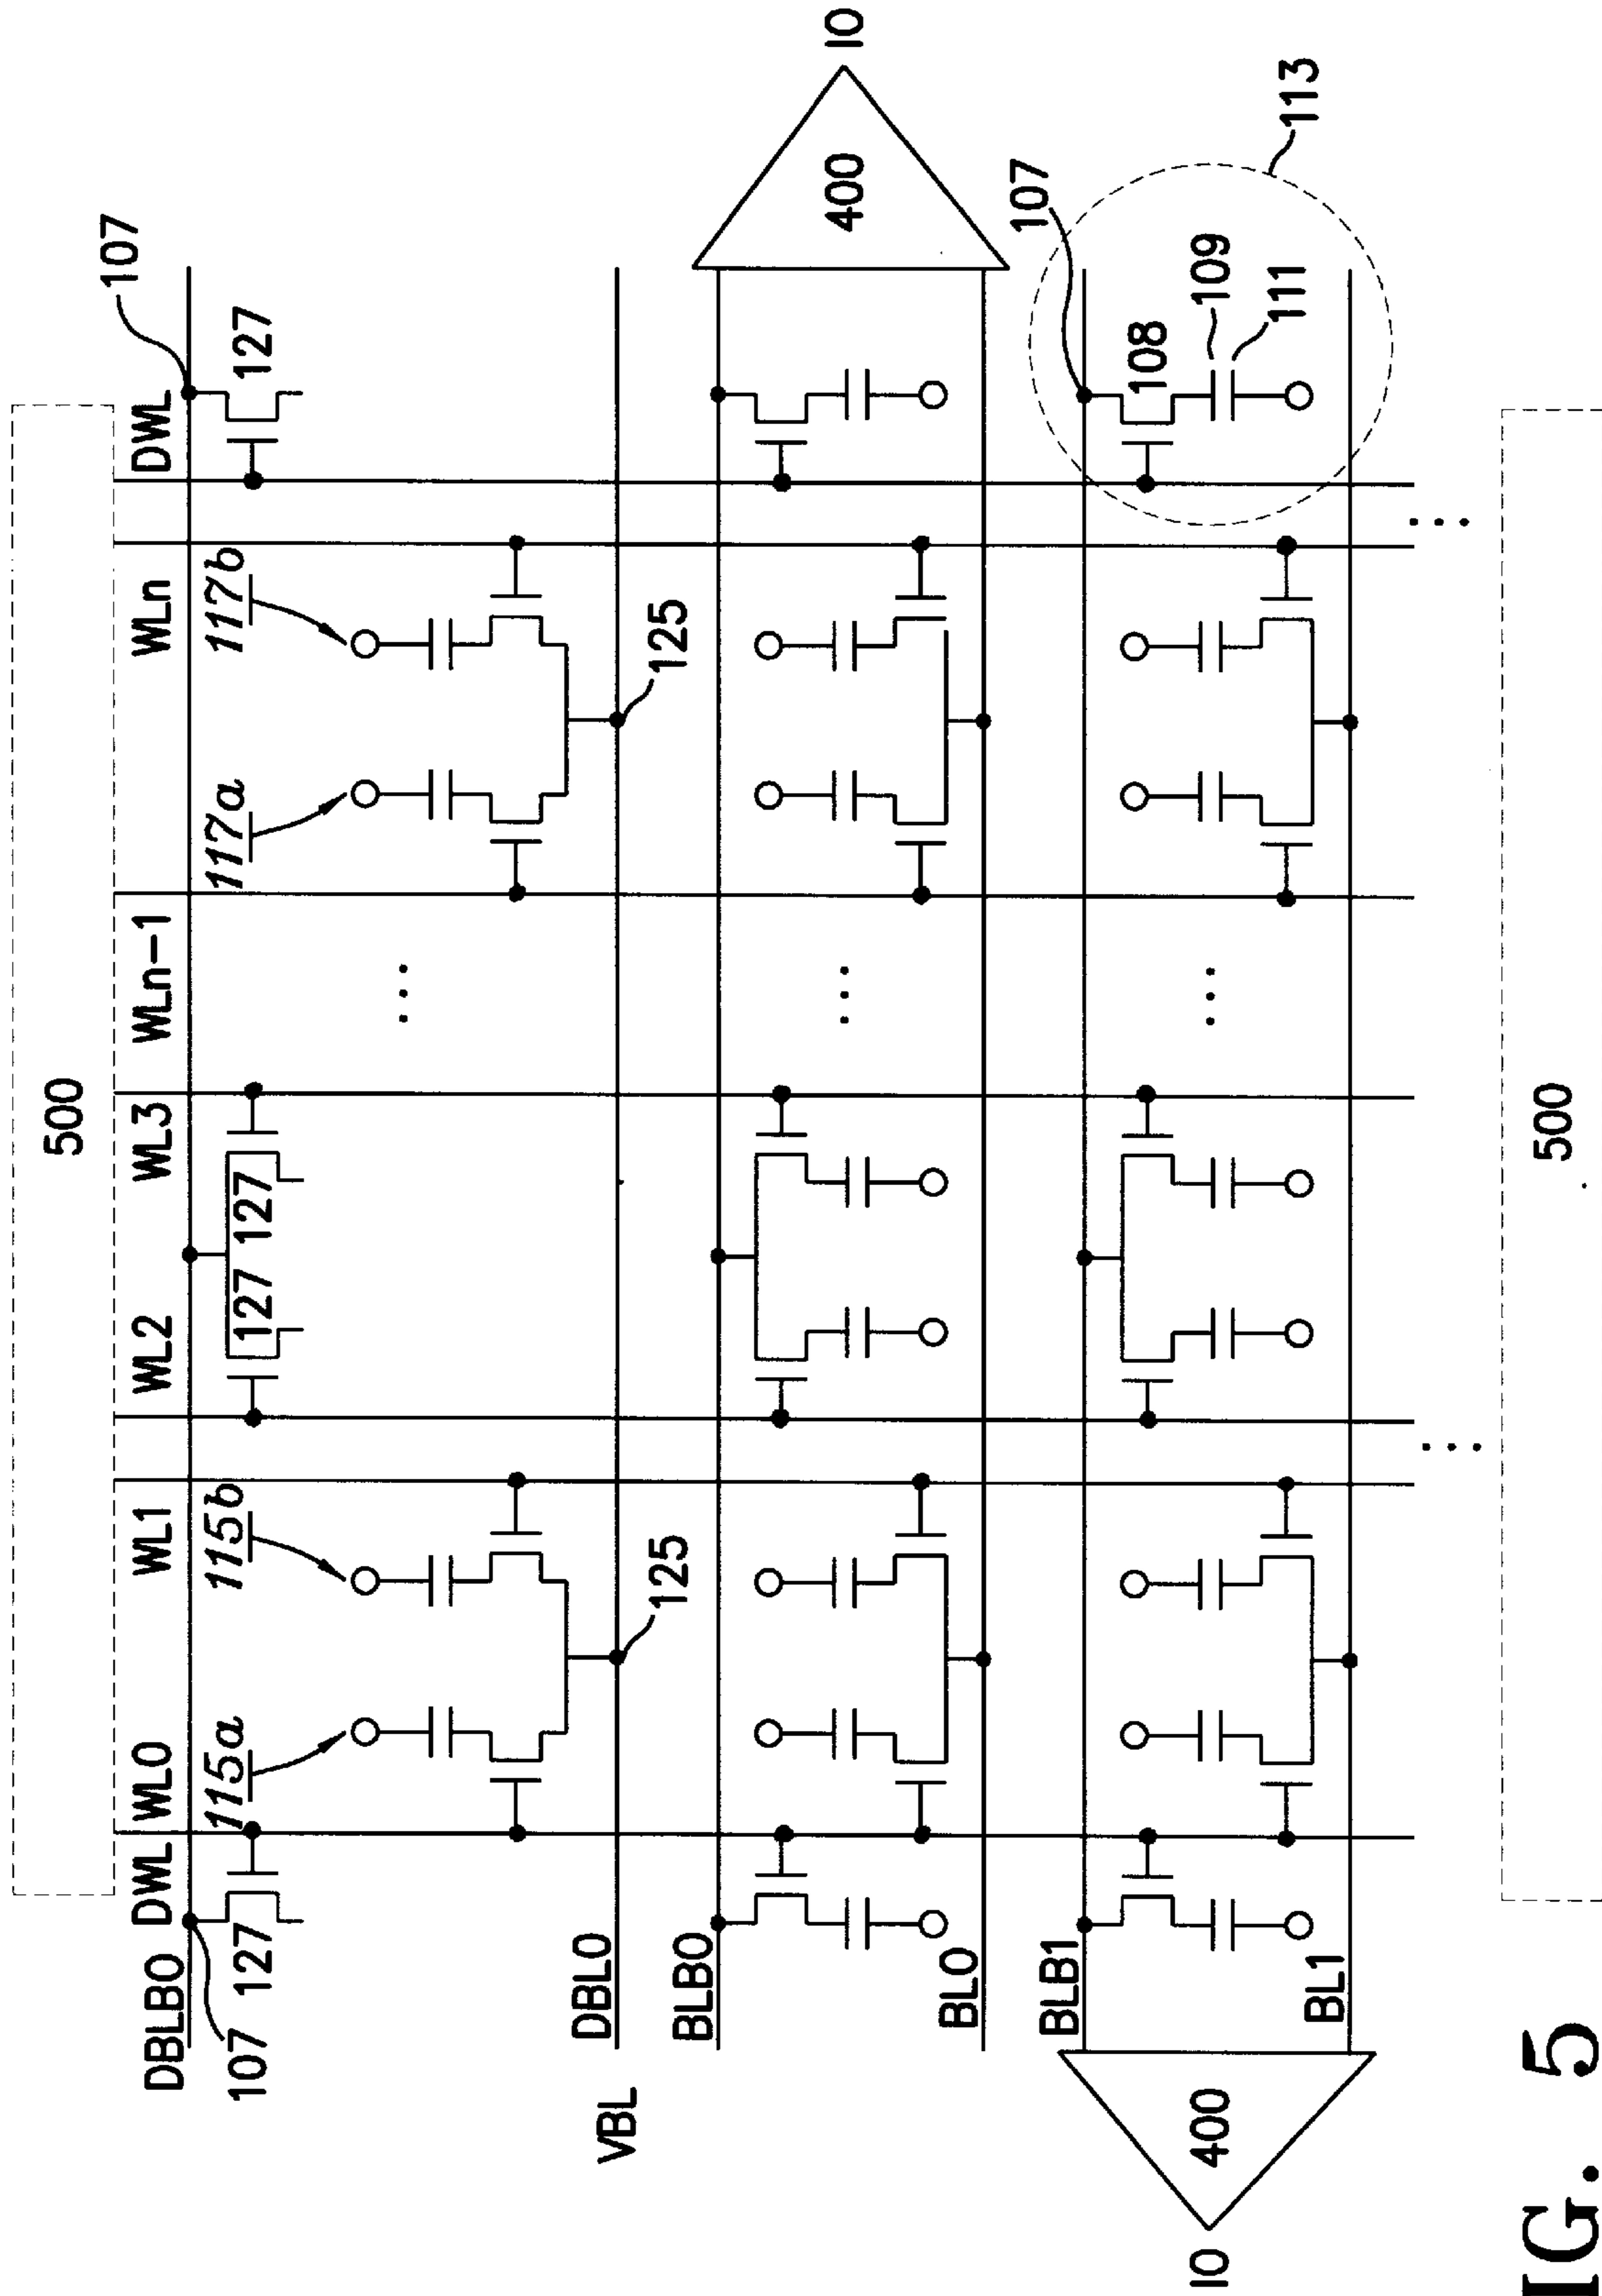 500
DWL WL0 WL1 WL2 WL3 WLn-1 WLn DWL
DBLB0
107
127
115a
115b
127 127
117a
117b
127
107
DBL0
VBL
125
125
BLB0
BL0
400
IO
BLB1
BL1
400
IO
107
108
109
111
113
500
IG. 5